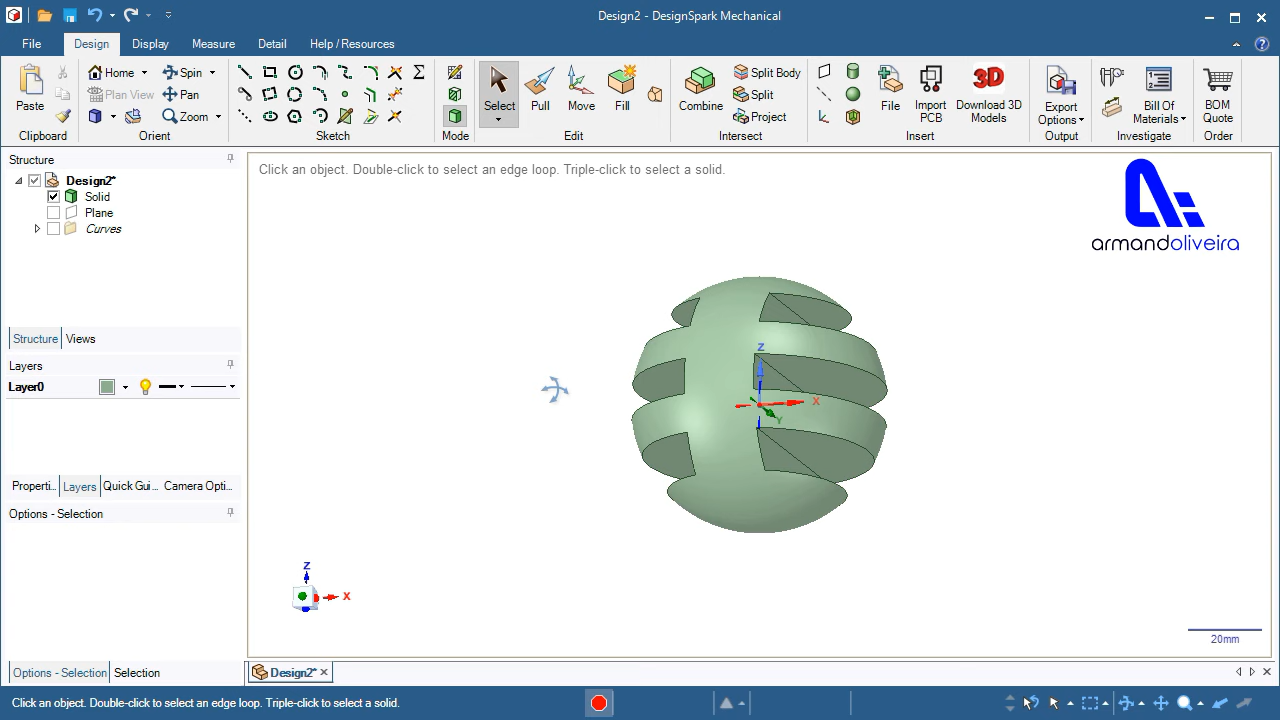 Design2 - DesignSpark Mechanical
File Design Display Measure Detail Help / Resources
Paste
Clipboard
Home Spin
Plan View Pan
Zoom
Orient
Sketch
Mode
Select Pull Move Fill
Edit
Combine
Split Body
Split
Project
Intersect
File
Import PCB
3D
Download 3D Models
Insert
Export Options
Output
Bill Of Materials
Investigate
BOM Quote
Order
Structure
Design2*
Solid
Plane
Curves
Structure Views
Layers
Layer0
Properti... Layers Quick Gui... Camera Opti...
Options - Selection
Options - Selection Selection
Click an object. Double-click to select an edge loop. Triple-click to select a solid.
armandoliveira
Z
X
Y
Z
X
20mm
Design2*
Click an object. Double-click to select an edge loop. Triple-click to select a solid.